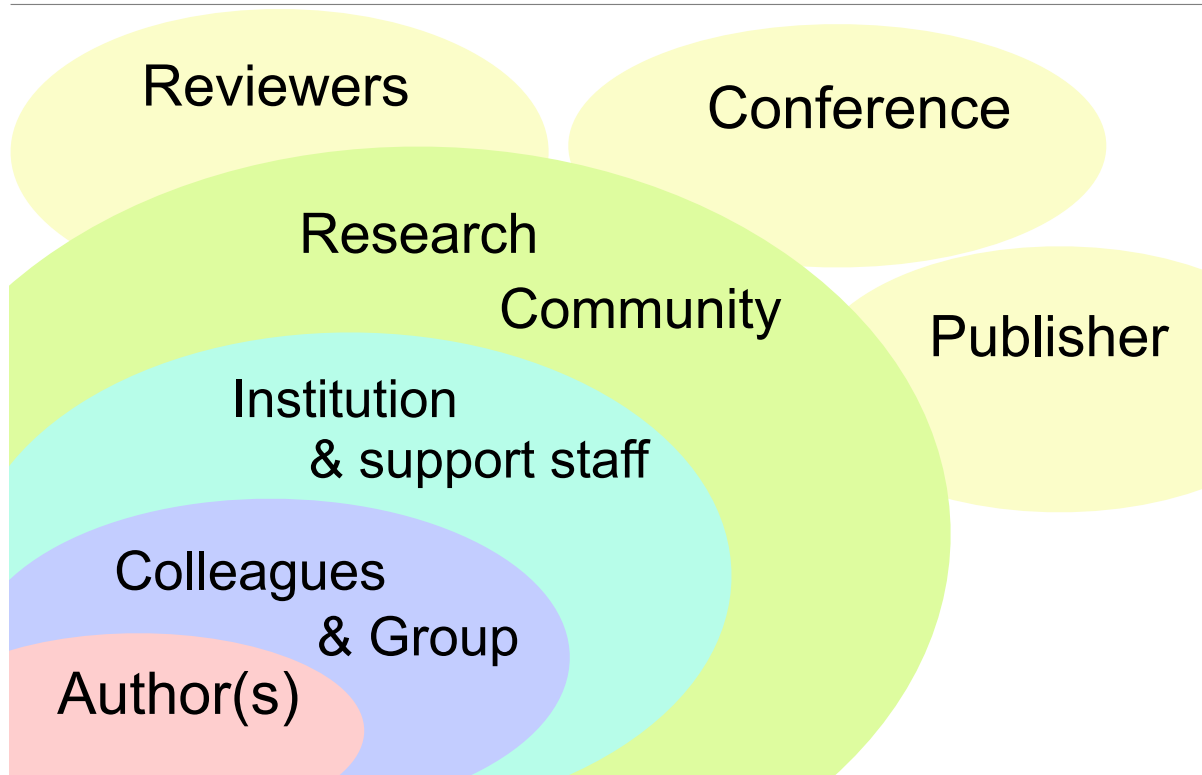 Reviewers
Conference
Research
Community
Publisher
Institution
& support staff
Colleagues
& Group
Author(s)